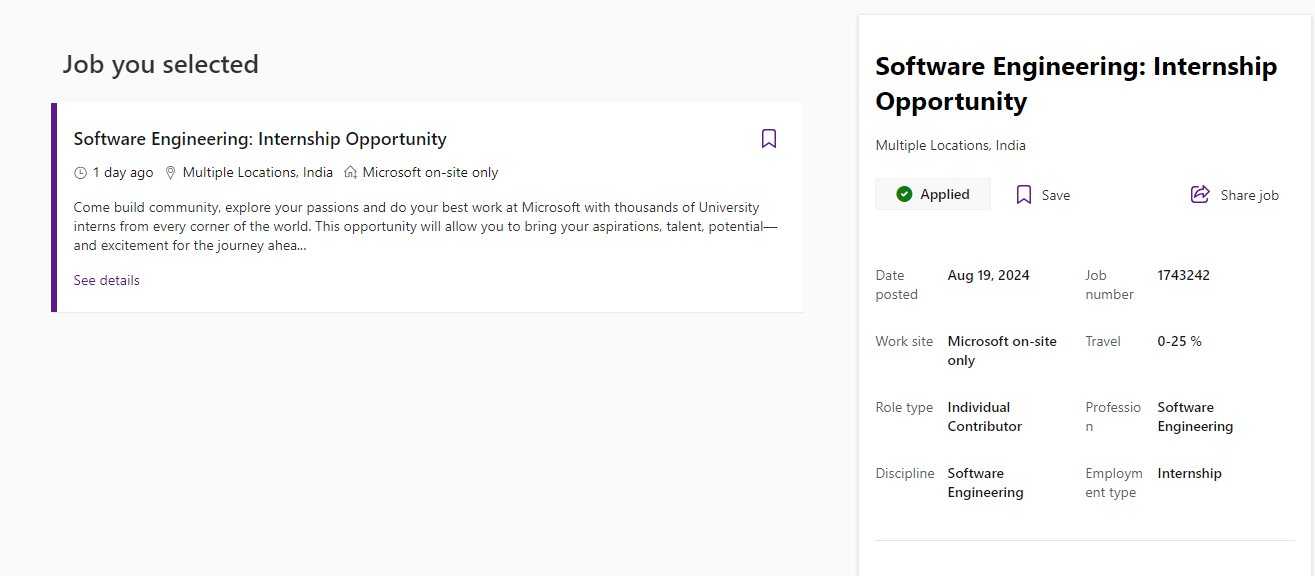 Job you selected
Software Engineering: Internship Opportunity
1 day ago Multiple Locations, India Microsoft on-site only
Come build community, explore your passions and do your best work at Microsoft with thousands of University
interns from every corner of the world. This opportunity will allow you to bring your aspirations, talent, potential—
and excitement for the journey ahea...
See details
Software Engineering: Internship
Opportunity
Multiple Locations, India
Applied Save Share job
Date
posted
Aug 19, 2024
Job
number
1743242
Work site
Microsoft on-site
only
Travel
0-25 %
Role type
Individual
Contributor
Professio
n
Software
Engineering
Discipline
Software
Engineering
Employm
ent type
Internship